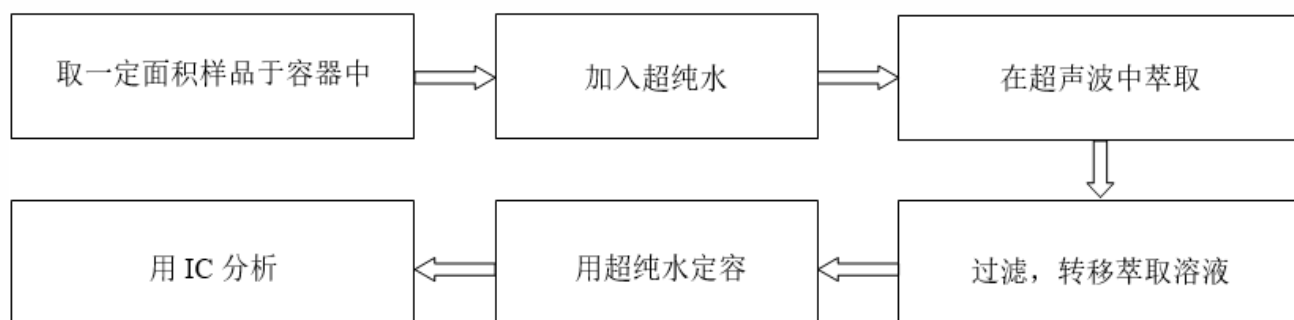 取一定面积样品于容器中
加入超纯水
在超声波中萃取
过滤，转移萃取溶液
用超纯水定容
用 IC 分析